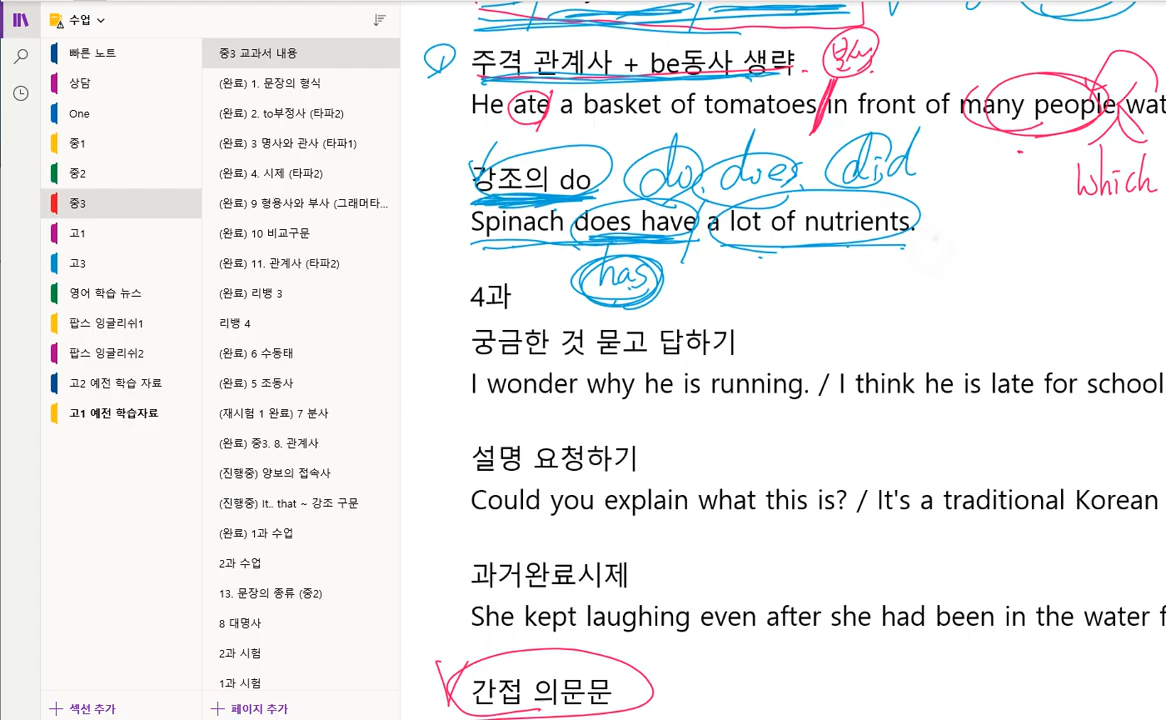 수업
빠른 노트
상담
One
중1
중2
중3
고1
고3
영어 학습 뉴스
팝스 잉글리쉬1
팝스 잉글리쉬2
고2 예전 학습 자료
고1 예전 학습자료
섹션 추가
중3 교과서 내용
(완료) 1. 문장의 형식
(완료) 2. to부정사 (타파2)
(완료) 3 명사와 관사 (타파1)
(완료) 4. 시제 (타파2)
(완료) 9 형용사와 부사 (그래머타...
(완료) 10 비교구문
(완료) 11. 관계사 (타파2)
(완료) 리뱅 3
리뱅 4
(완료) 6 수동태
(완료) 5 조동사
(재시험 1 완료) 7 분사
(완료) 중3. 8. 관계사
(진행중) 양보의 접속사
(진행중) It.. that ~ 강조 구문
(완료) 1과 수업
2과 수업
13. 문장의 종류 (중2)
8 대명사
2과 시험
1과 시험
페이지 추가
주격 관계사 + be동사 생략
He ate a basket of tomatoes in front of many people wat
which
강조의 do do, does, did
Spinach does have a lot of nutrients.
has
4과
궁금한 것 묻고 답하기
I wonder why he is running. / I think he is late for school
설명 요청하기
Could you explain what this is? / It's a traditional Korean
과거완료시제
She kept laughing even after she had been in the water f
간접 의문문